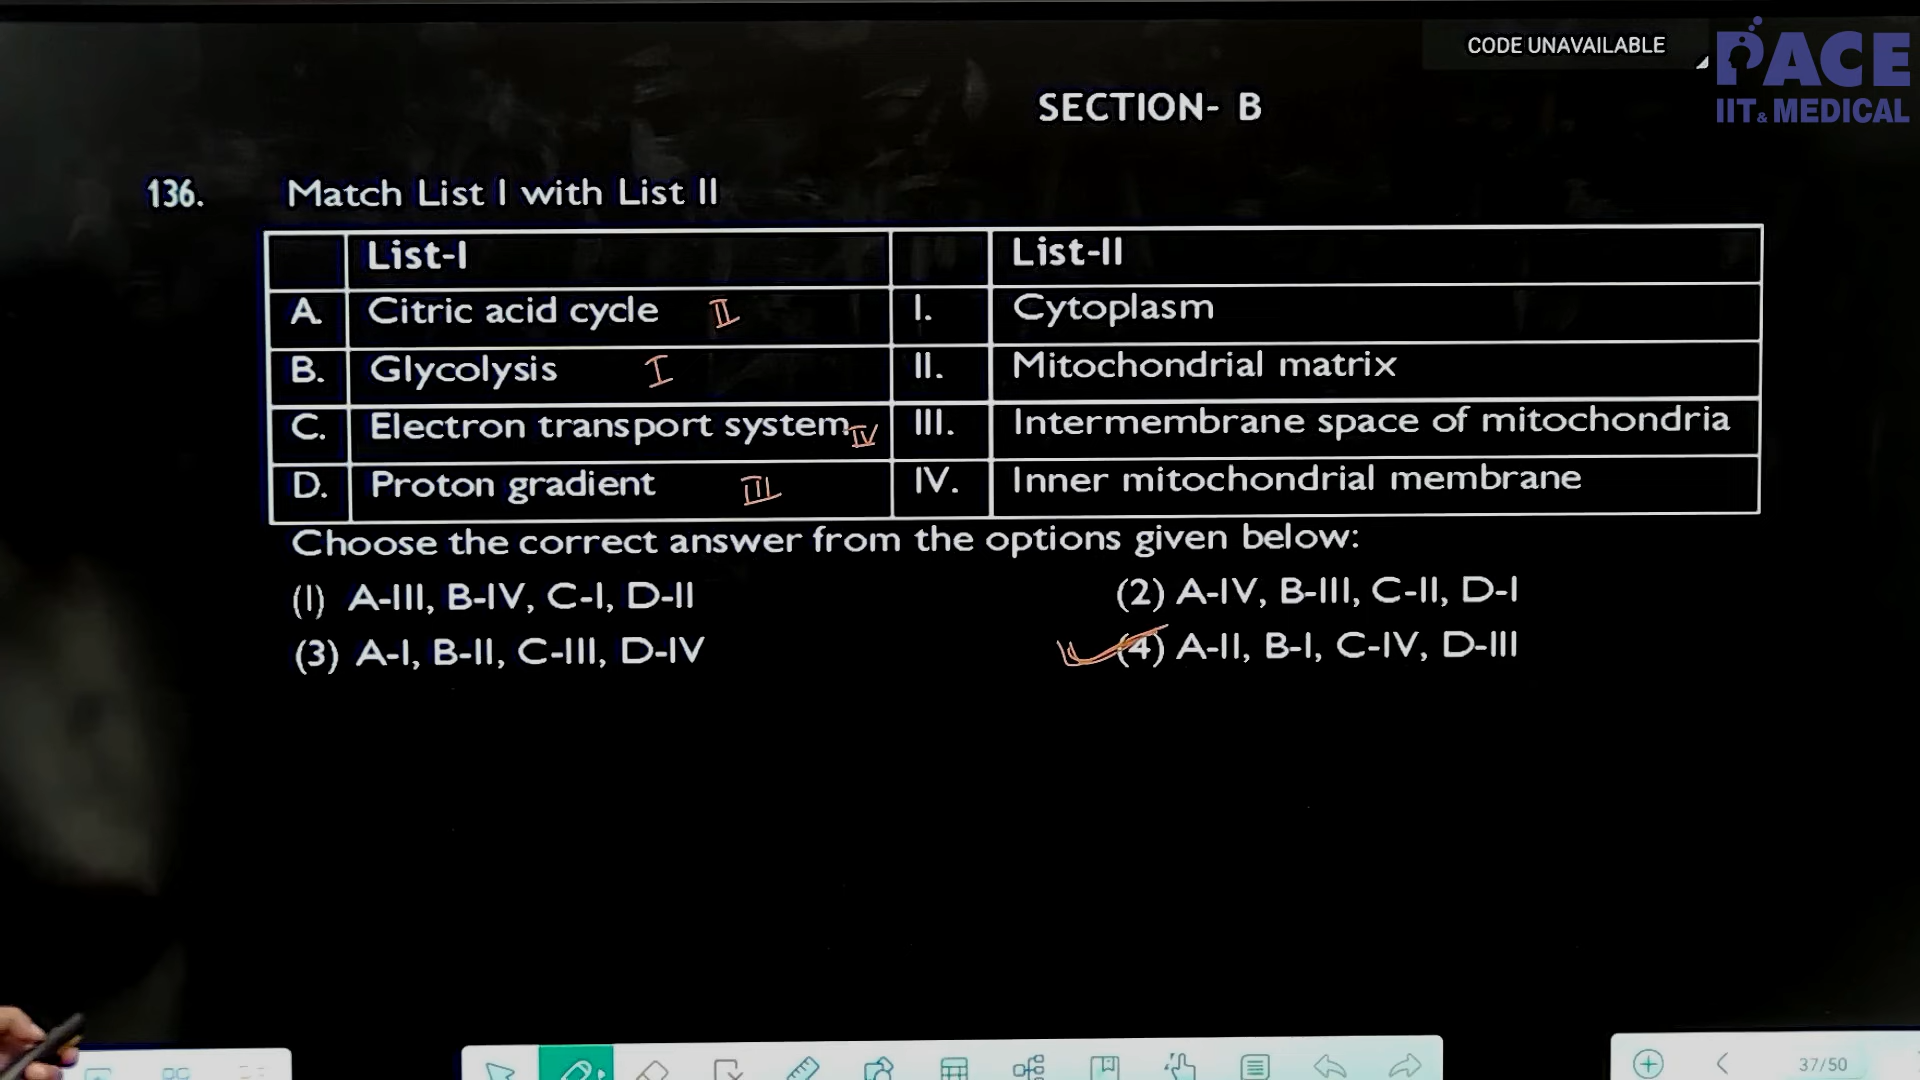 CODE UNAVAILABLE
PACE
IIT & MEDICAL
SECTION- B
136. Match List I with List II
List-I List-II
A. Citric acid cycle II I. Cytoplasm
B. Glycolysis I II. Mitochondrial matrix
C. Electron transport system IV III. Intermembrane space of mitochondria
D. Proton gradient III IV. Inner mitochondrial membrane
Choose the correct answer from the options given below:
(1) A-III, B-IV, C-I, D-II (2) A-IV, B-III, C-II, D-I
(3) A-I, B-II, C-III, D-IV (4) A-II, B-I, C-IV, D-III
37/50